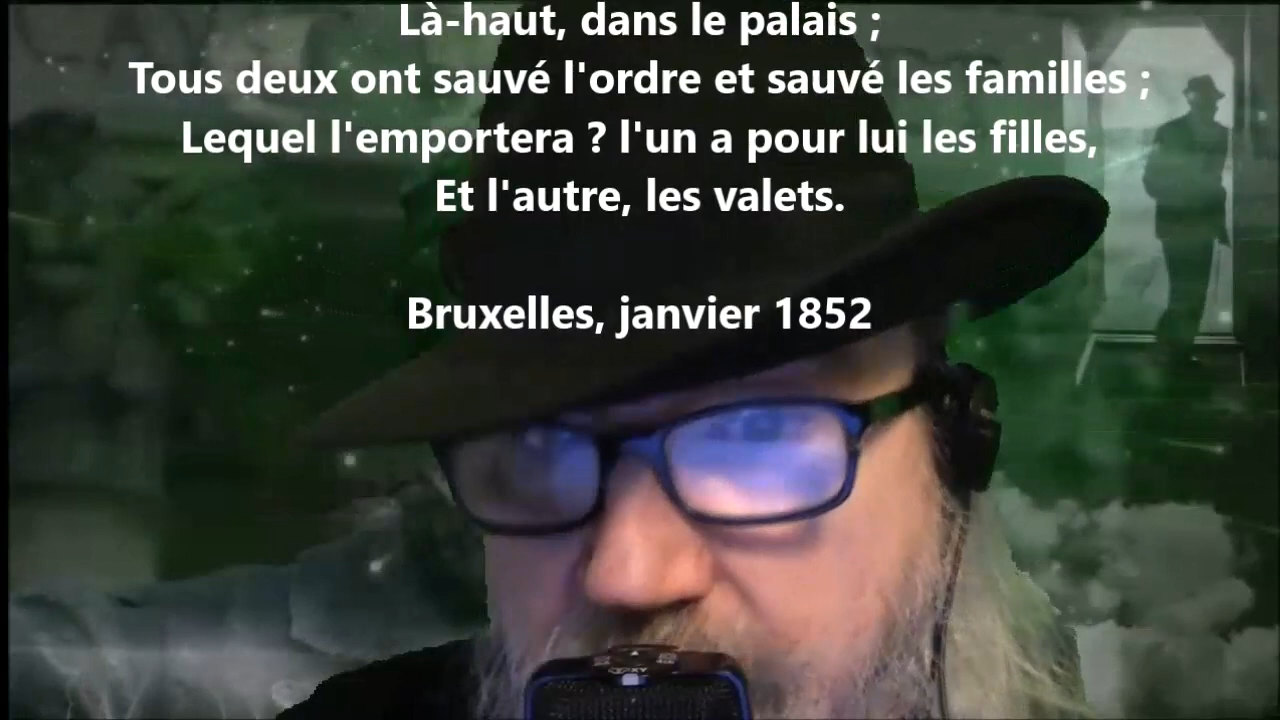 Là-haut, dans le palais ;
Tous deux ont sauvé l'ordre et sauvé les familles ;
Lequel l'emportera ? l'un a pour lui les filles,
Et l'autre, les valets.
Bruxelles, janvier 1852
XY